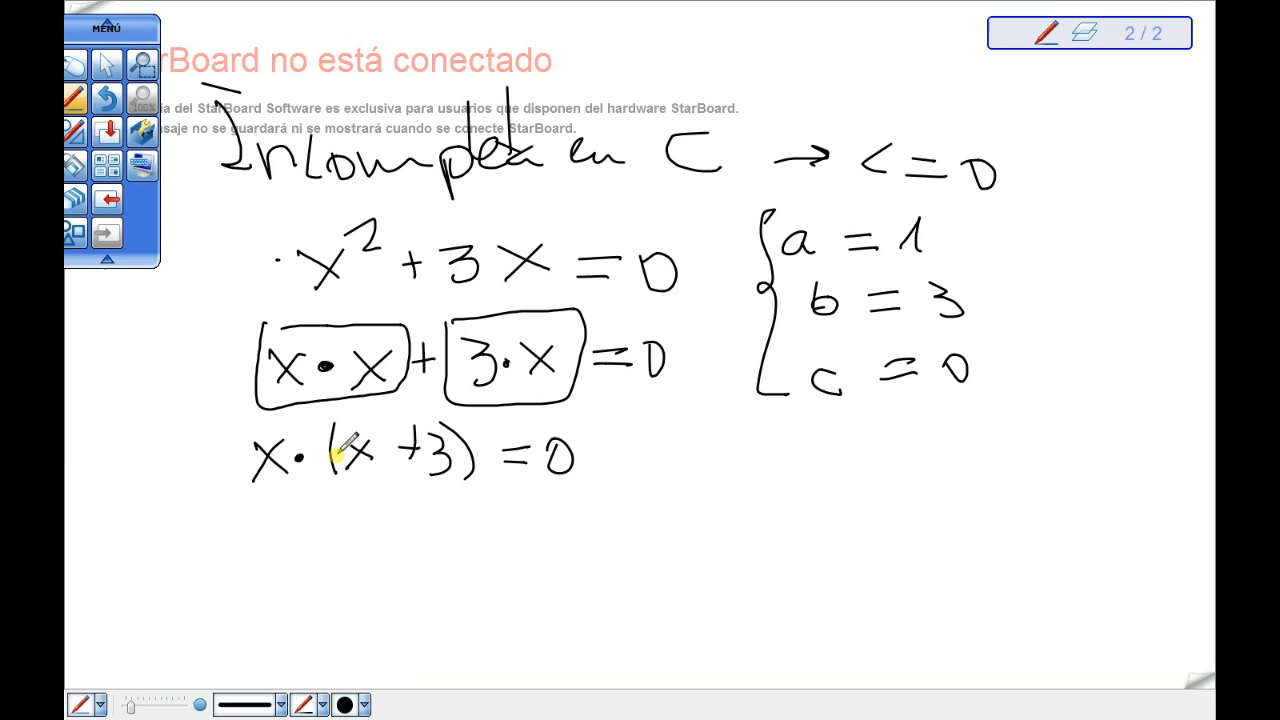 MENÚ
rBoard no está conectado
2 / 2
100%
ia del StarBoard Software es exclusiva para usuarios que disponen del hardware StarBoard.
saje no se guardará ni se mostrará cuando se conecte StarBoard.
Incompleta en C → c = 0
· x² + 3x = 0
{ a = 1
b = 3
c = 0
x • x + 3 · x = 0
x • (x + 3) = 0